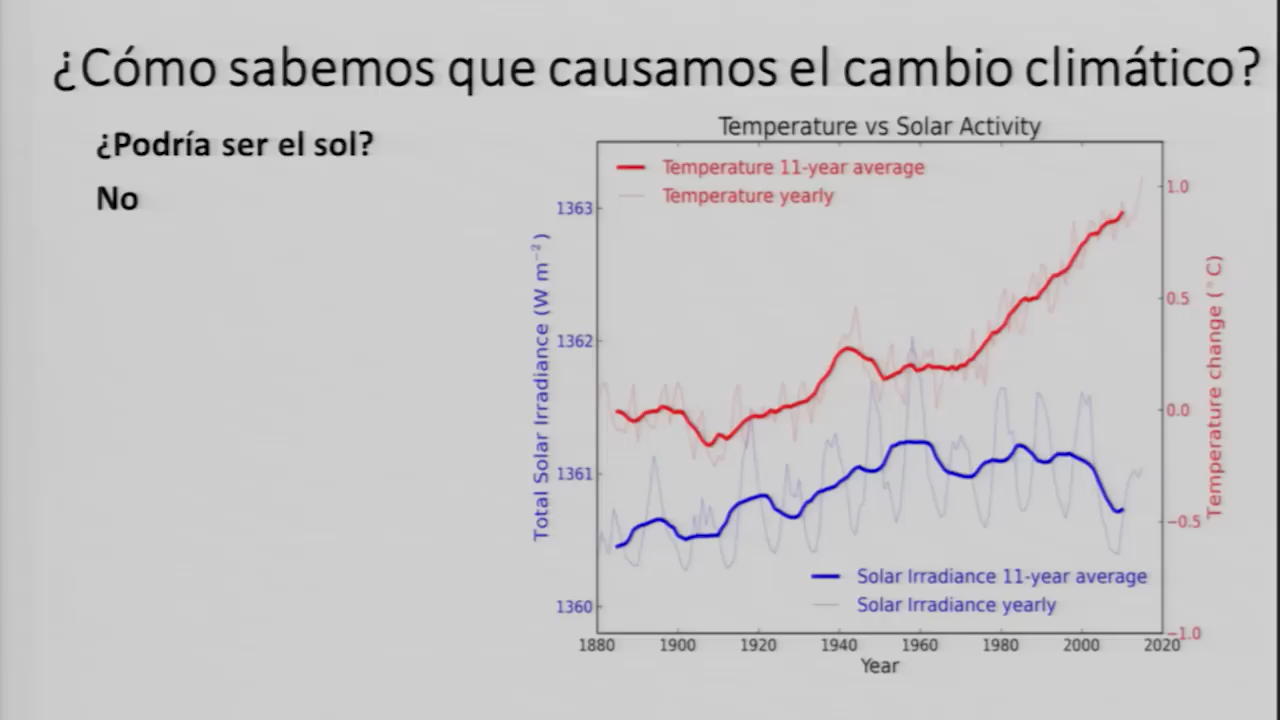 ¿Cómo sabemos que causamos el cambio climático?
¿Podría ser el sol?
No
Temperature vs Solar Activity
Temperature 11-year average
Temperature yearly
1363
1362
1361
1360
Total Solar Irradiance (W m⁻²)
1.0
0.5
0.0
−0.5
−1.0
Temperature change (°C)
Solar Irradiance 11-year average
Solar Irradiance yearly
1880 1900 1920 1940 1960 1980 2000 2020
Year